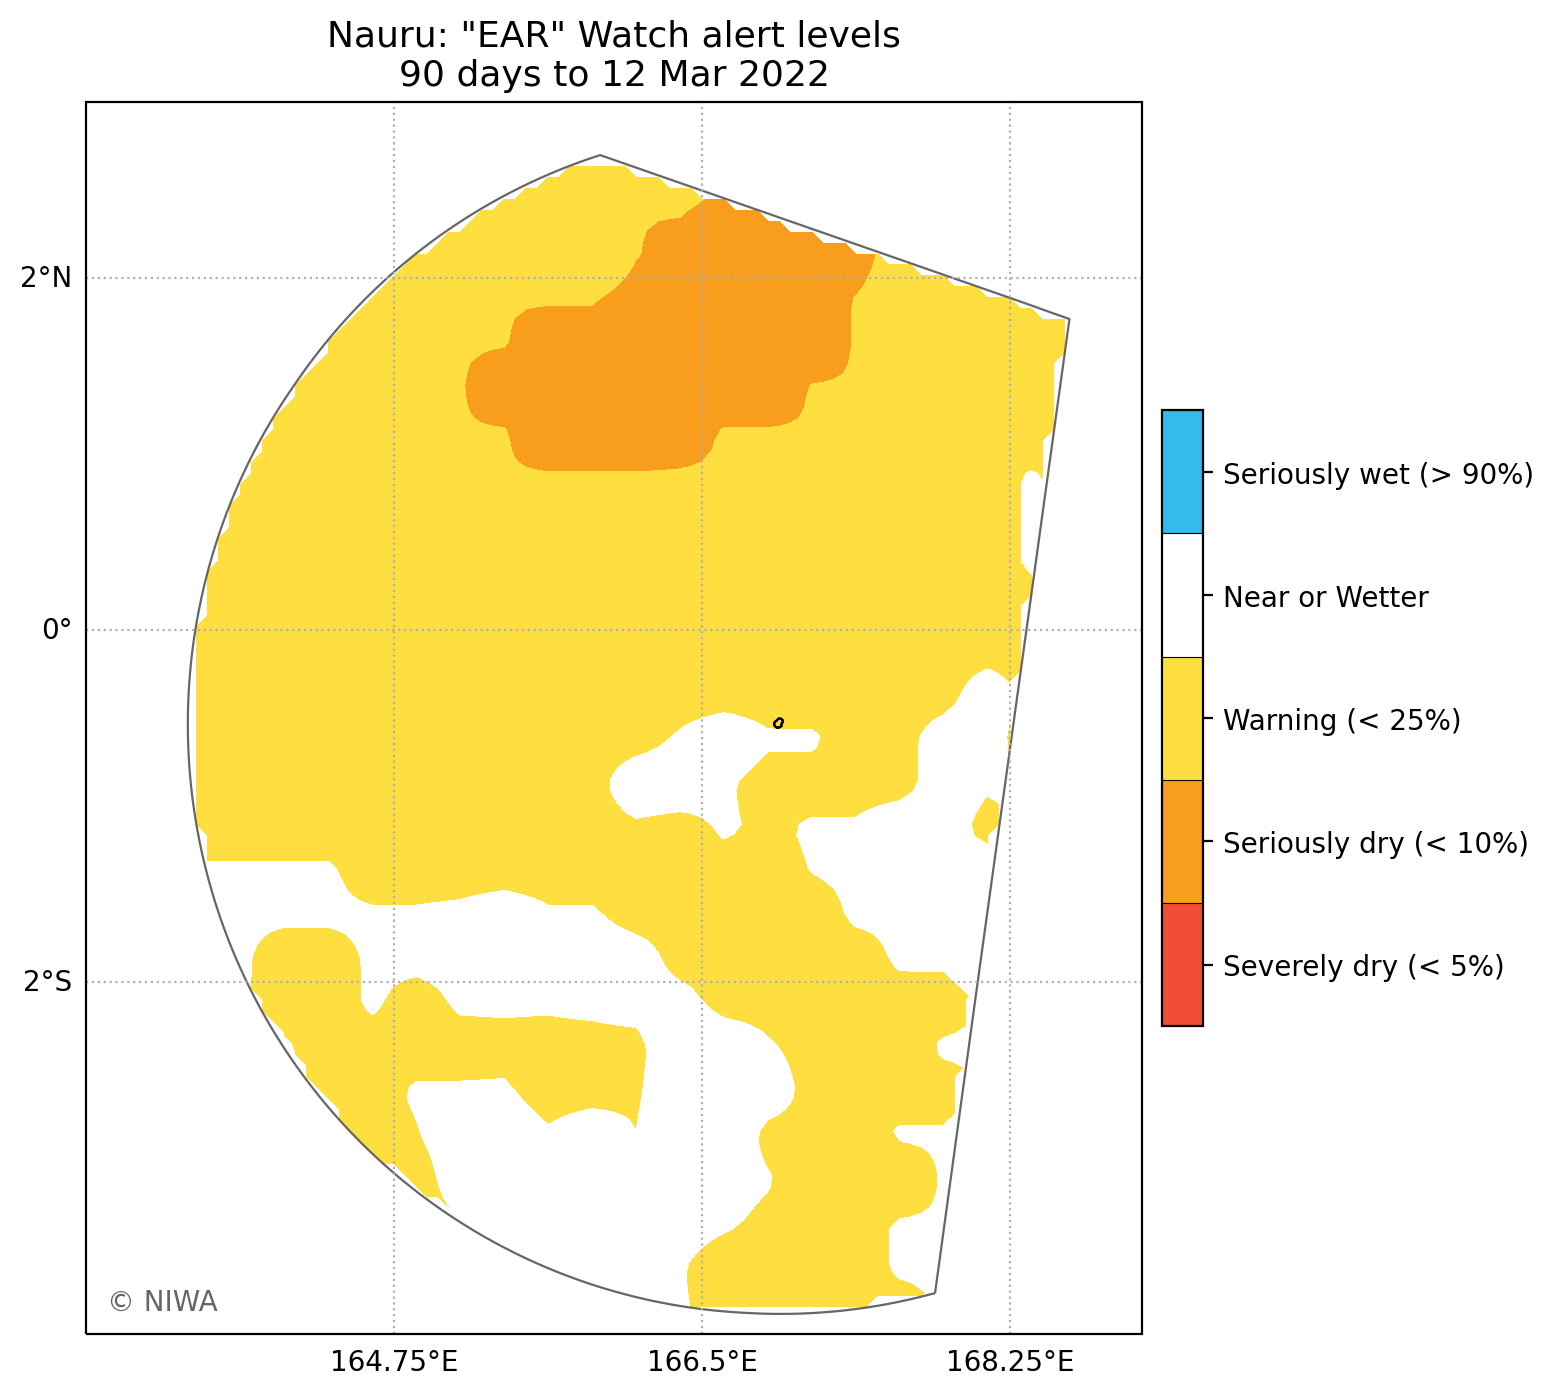 Nauru: "EAR" Watch alert levels
90 days to 12 Mar 2022
2°N
0°
2°S
164.75°E
166.5°E
168.25°E
Seriously wet (> 90%)
Near or Wetter
Warning (< 25%)
Seriously dry (< 10%)
Severely dry (< 5%)
© NIWA